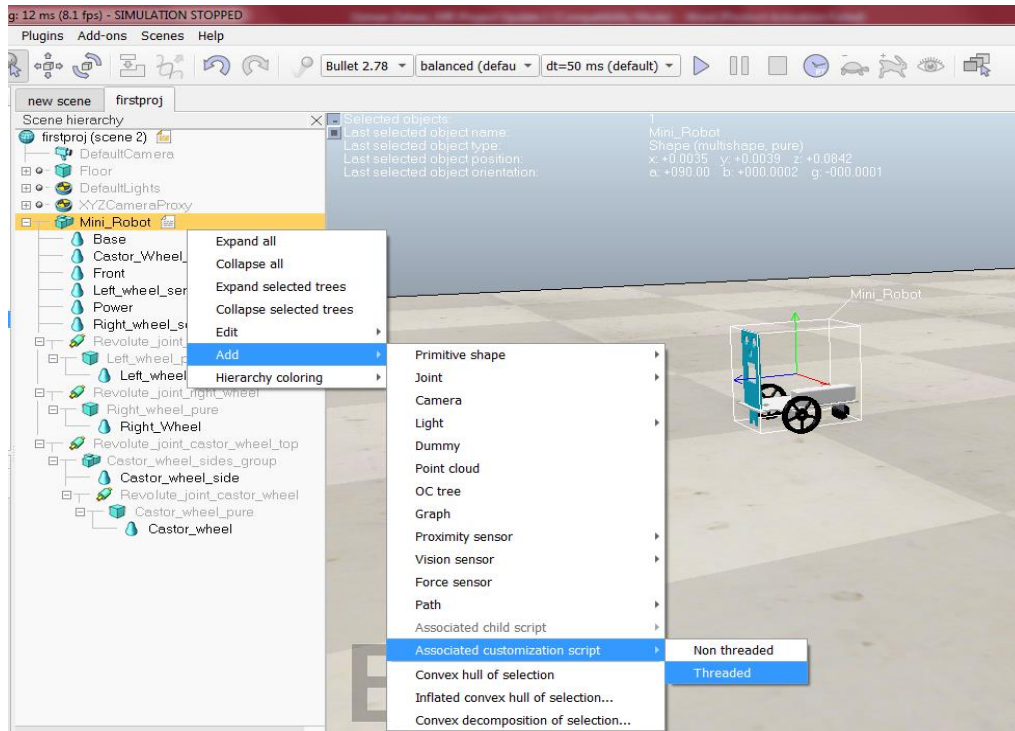 g: 12 ms (8.1 fps) - SIMULATION STOPPED
Plugins Add-ons Scenes Help
Bullet 2.78 balanced (defau dt=50 ms (default)
new scene firstproj
Scene hierarchy
firstproj (scene 2)
DefaultCamera
Floor
DefaultLights
XYZCameraProxy
Mini_Robot
Base
Castor_Wheel_
Front
Left_wheel_ser
Power
Right_wheel_s
Revolute_joint_
Left_wheel_p
Left_wheel
Revolute_joint_right_wheel
Right_wheel_pure
Right_Wheel
Revolute_joint_castor_wheel_top
Castor_wheel_sides_group
Castor_wheel_side
Revolute_joint_castor_wheel
Castor_wheel_pure
Castor_wheel
Selected objects: 1
Last selected object name: Mini_Robot
Last selected object type: Shape (multishape, pure)
Last selected object position: x: +0.0035 y: +0.0039 z: +0.0842
Last selected object orientation: a: +090.00 b: +000.0002 g: -000.0001
Mini_Robot
Expand all
Collapse all
Expand selected trees
Collapse selected trees
Edit
Add
Hierarchy coloring
Primitive shape
Joint
Camera
Light
Dummy
Point cloud
OC tree
Graph
Proximity sensor
Vision sensor
Force sensor
Path
Associated child script
Associated customization script
Convex hull of selection
Inflated convex hull of selection...
Convex decomposition of selection...
Non threaded
Threaded
E